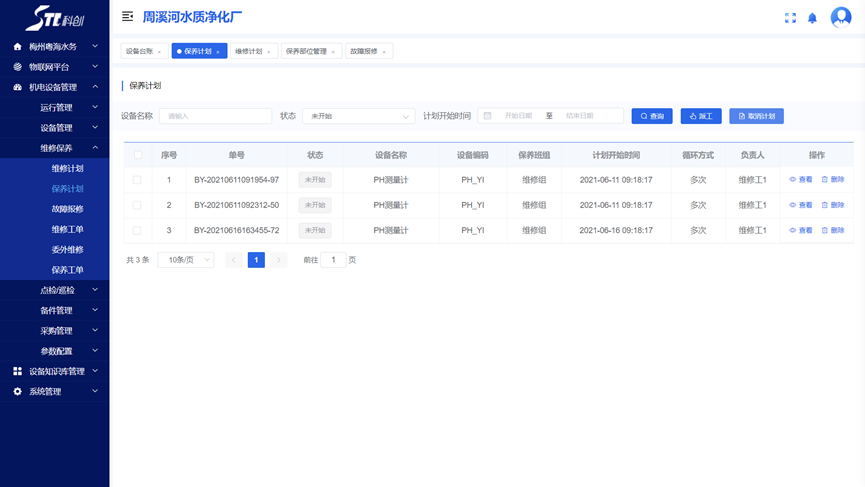 STC科创
周溪河水质净化厂
梅州粤海水务
物联网平台
机电设备管理
运行管理
设备管理
维修保养
维修计划
保养计划
故障报修
维修工单
委外维修
保养工单
点检/巡检
备件管理
采购管理
参数配置
设备知识库管理
系统管理
设备台账 × 保养计划 × 维修计划 × 保养部位管理 × 故障报修 ×
保养计划
设备名称 请输入 状态 未开始 计划开始时间 开始日期 至 结束日期 查询 派工 取消计划
序号 单号 状态 设备名称 设备编码 保养班组 计划开始时间 循环方式 负责人 操作
1 BY-20210611091954-97 未开始 PH测量计 PH_YI 维修组 2021-06-11 09:18:17 多次 维修工1 查看 删除
2 BY-20210611092312-50 未开始 PH测量计 PH_YI 维修组 2021-06-11 09:18:17 多次 维修工1 查看 删除
3 BY-20210616163455-72 未开始 PH测量计 PH_YI 维修组 2021-06-16 09:18:17 多次 维修工1 查看 删除
共 3 条 10条/页 < 1 > 前往 1 页